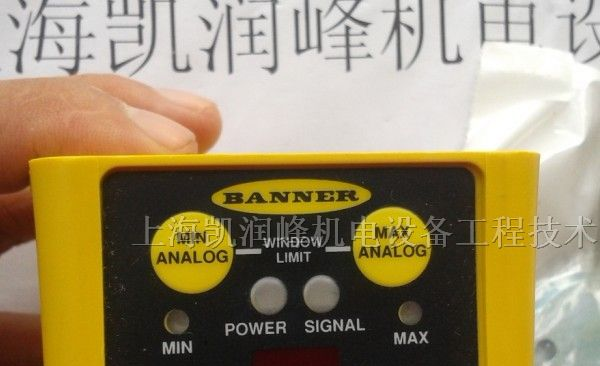 上海凯润峰机电设
BANNER
上海凯润峰机电设备工程技术
MIN
ANALOG
WINDOW
LIMIT
MAX
ANALOG
POWER
SIGNAL
MIN
MAX